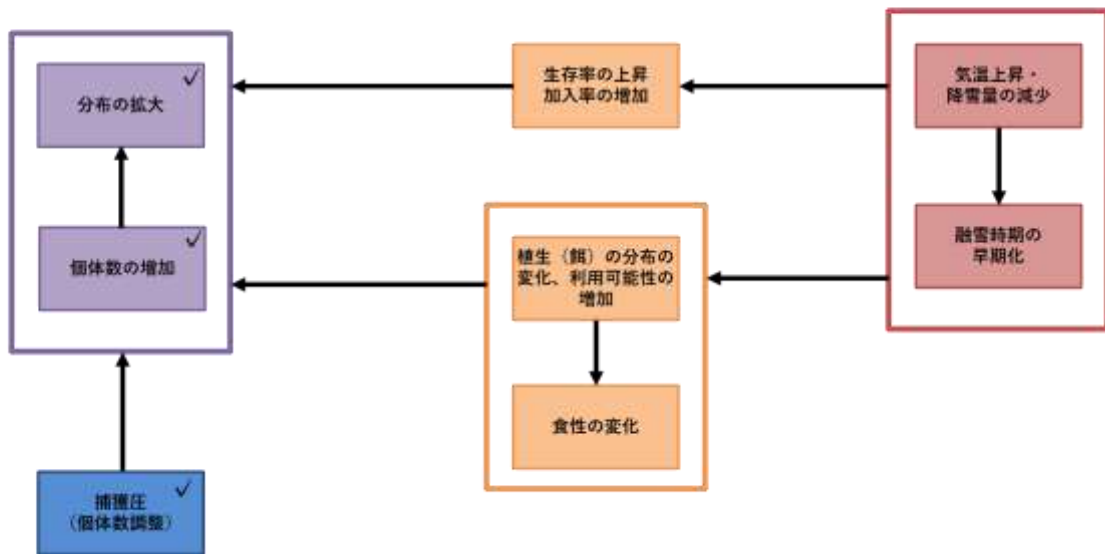 分布の拡大
個体数の増加
捕獲圧
(個体数調整)
生存率の上昇
加入率の増加
植生(餌)の分布の
変化、利用可能性の
増加
食性の変化
気温上昇・
降雪量の減少
融雪時期の
早期化